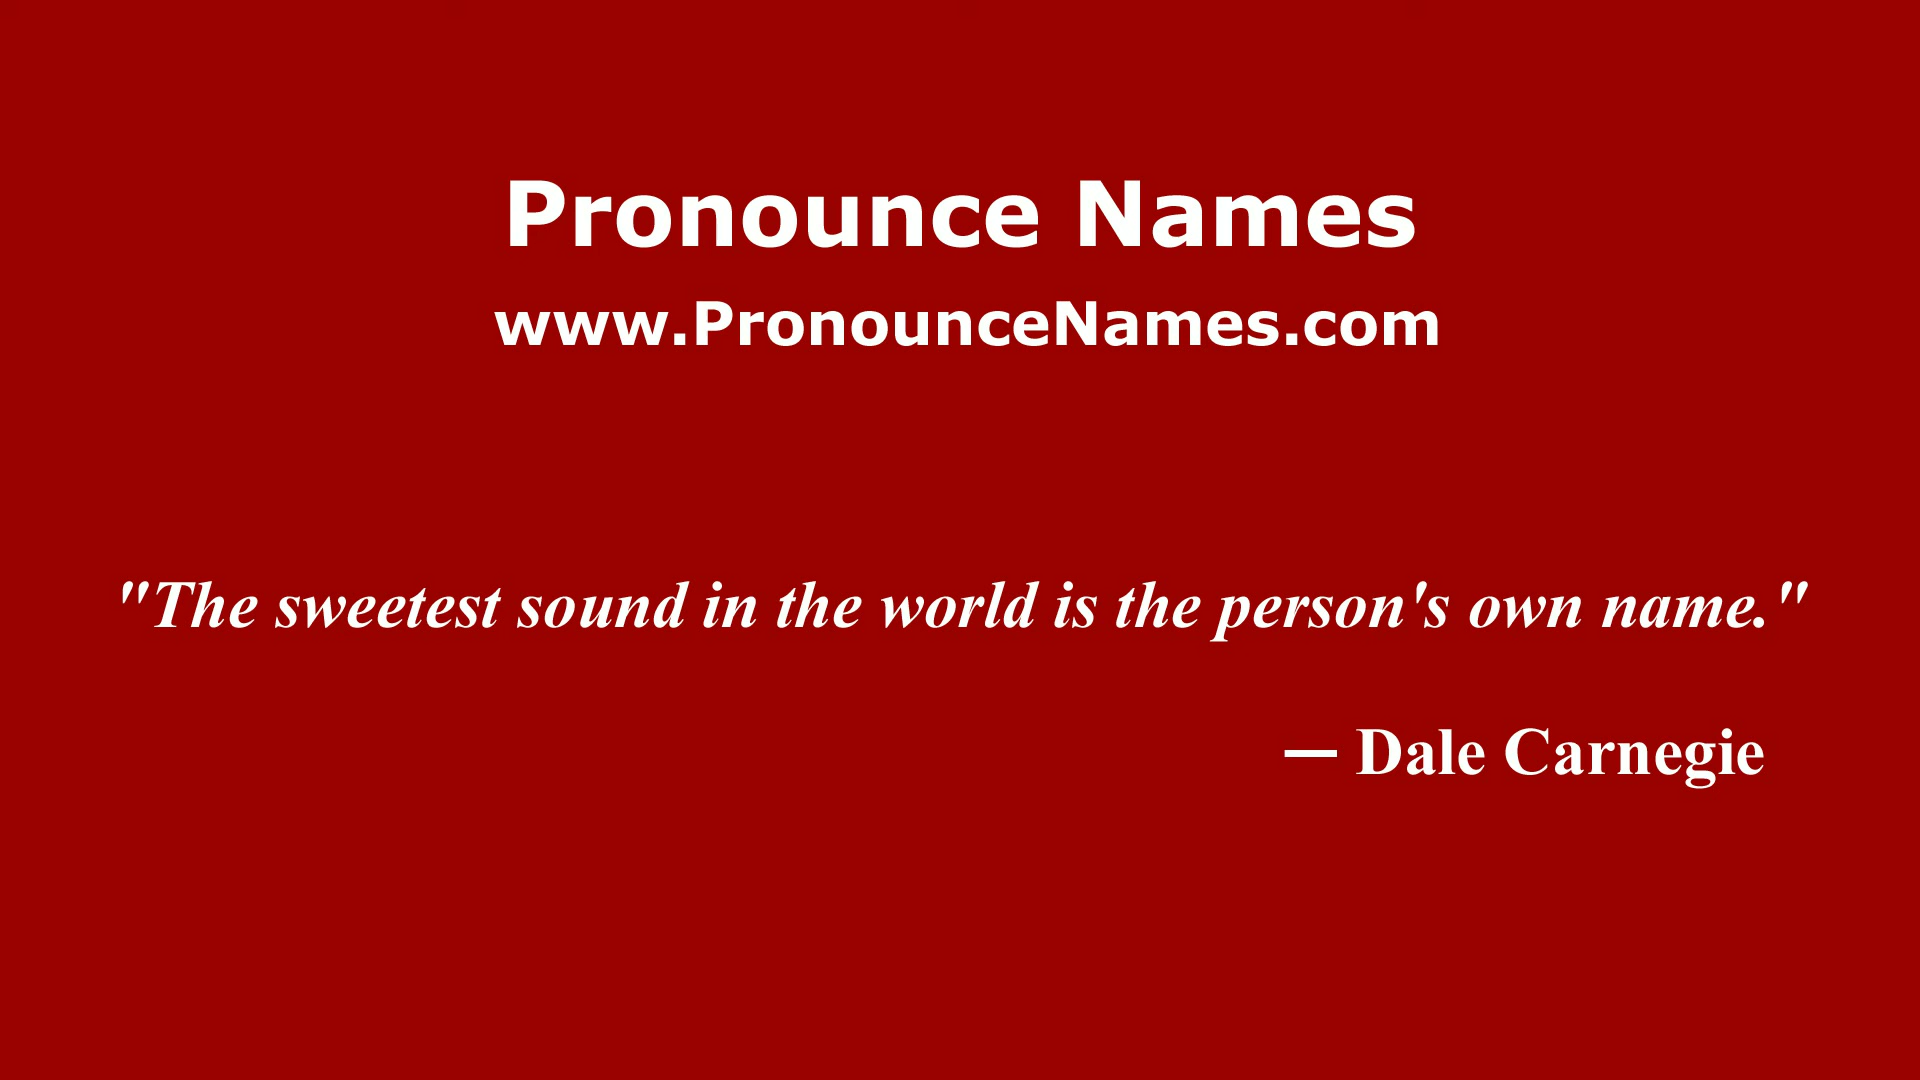 Pronounce Names
www.PronounceNames.com
"The sweetest sound in the world is the person's own name."
— Dale Carnegie